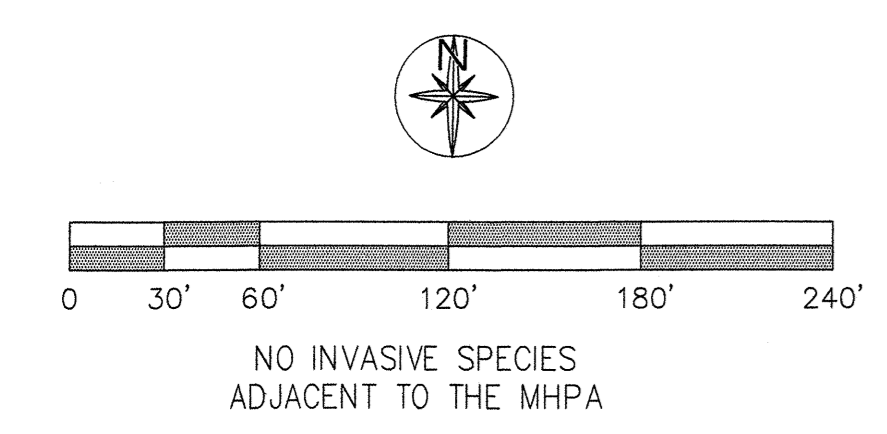 N
0 30' 60' 120' 180' 240'
NO INVASIVE SPECIES
ADJACENT TO THE MHPA